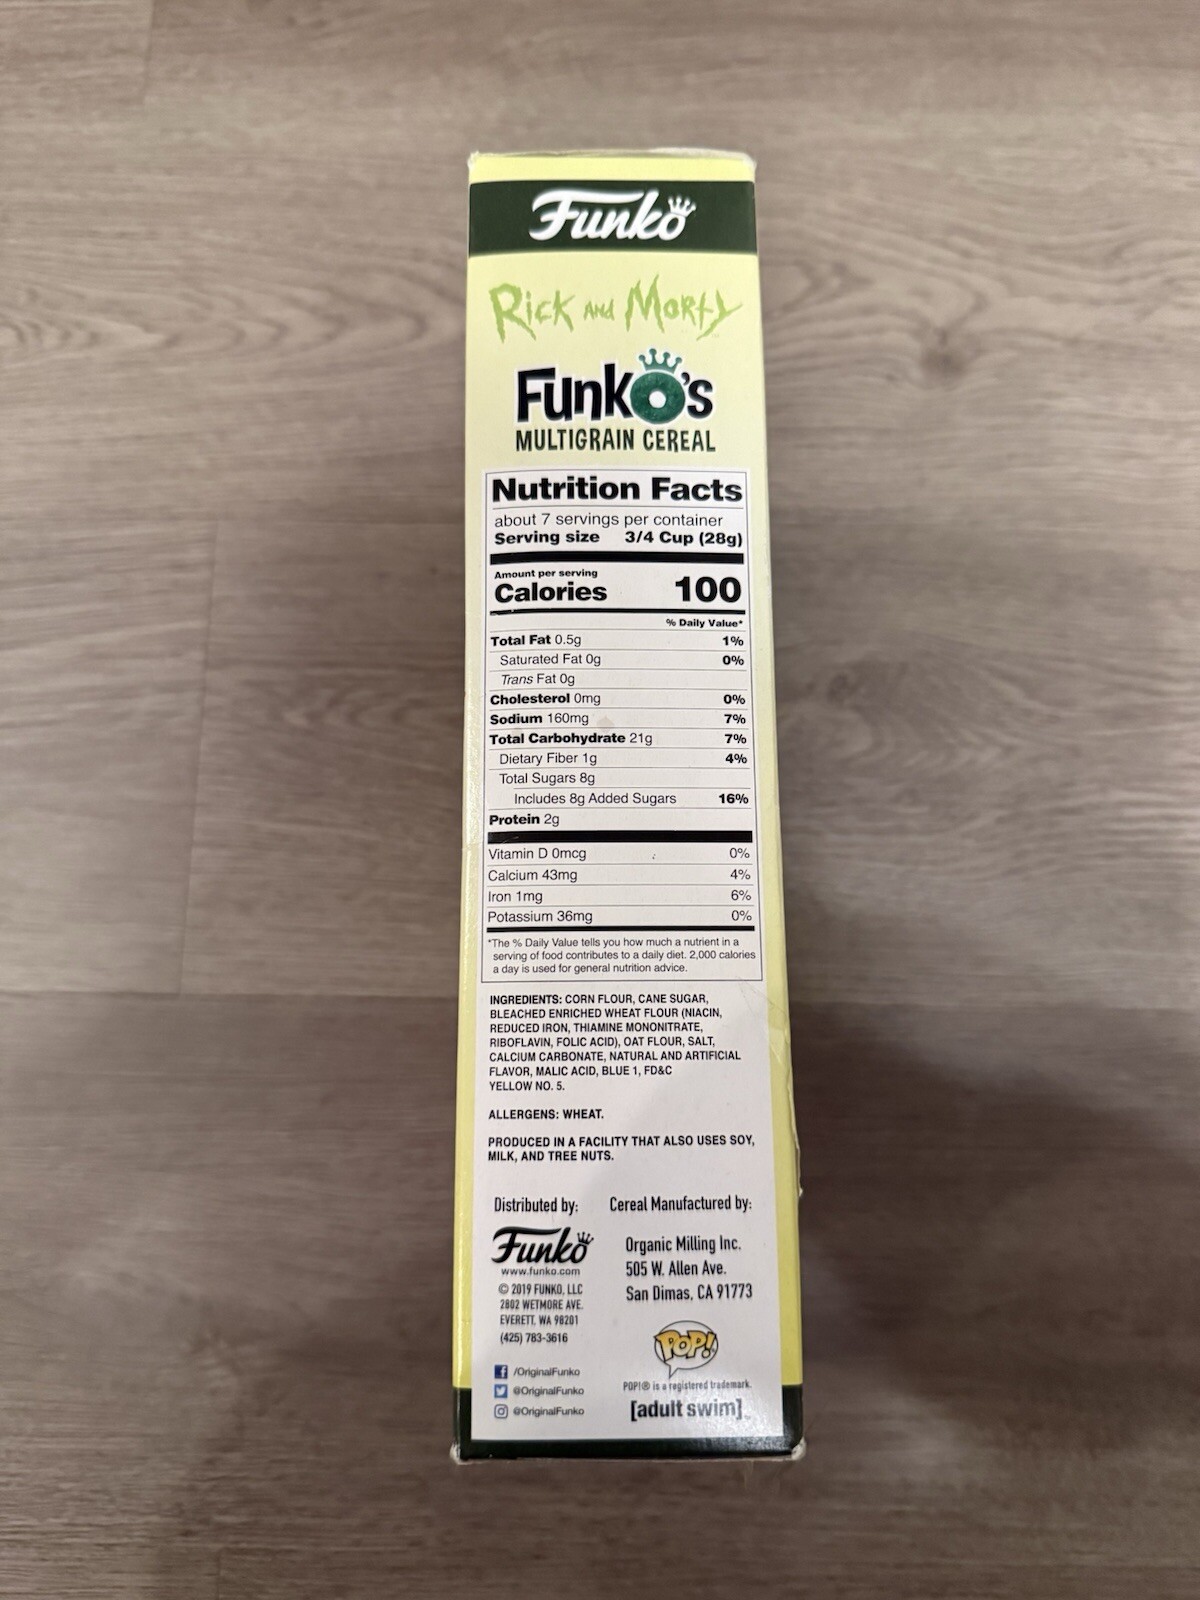 Funko
Rick and Morty
Funko's
MULTIGRAIN CEREAL
Nutrition Facts
about 7 servings per container
Serving size 3/4 Cup (28g)
Amount per serving
Calories 100
% Daily Value*
Total Fat 0.5g 1%
Saturated Fat 0g 0%
Trans Fat 0g
Cholesterol 0mg 0%
Sodium 160mg 7%
Total Carbohydrate 21g 7%
Dietary Fiber 1g 4%
Total Sugars 8g
Includes 8g Added Sugars 16%
Protein 2g
Vitamin D 0mcg 0%
Calcium 43mg 4%
Iron 1mg 6%
Potassium 36mg 0%
*The % Daily Value tells you how much a nutrient in a
serving of food contributes to a daily diet. 2,000 calories
a day is used for general nutrition advice.
INGREDIENTS: CORN FLOUR, CANE SUGAR,
BLEACHED ENRICHED WHEAT FLOUR (NIACIN,
REDUCED IRON, THIAMINE MONONITRATE,
RIBOFLAVIN, FOLIC ACID), OAT FLOUR, SALT,
CALCIUM CARBONATE, NATURAL AND ARTIFICIAL
FLAVOR, MALIC ACID, BLUE 1, FD&C
YELLOW NO. 5.
ALLERGENS: WHEAT.
PRODUCED IN A FACILITY THAT ALSO USES SOY,
MILK, AND TREE NUTS.
Distributed by:
Funko
www.funko.com
© 2019 FUNKO, LLC
2802 WETMORE AVE.
EVERETT, WA 98201
(425) 783-3616
/OriginalFunko
@OriginalFunko
@OriginalFunko
Cereal Manufactured by:
Organic Milling Inc.
505 W. Allen Ave.
San Dimas, CA 91773
POP!
POP!® is a registered trademark.
[adult swim]